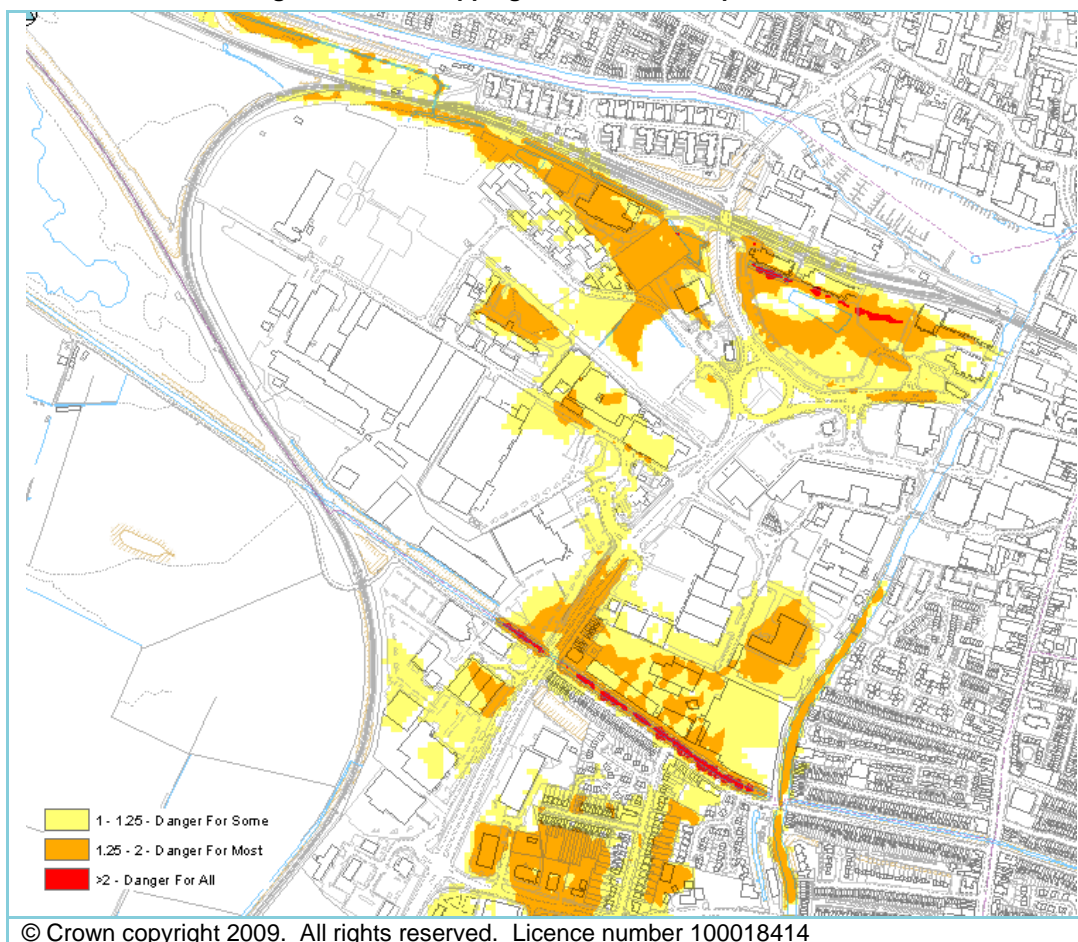 1 - 1.25 - Danger For Some
1.25 - 2 - Danger For Most
>2 - Danger For All
© Crown copyright 2009. All rights reserved. Licence number 100018414